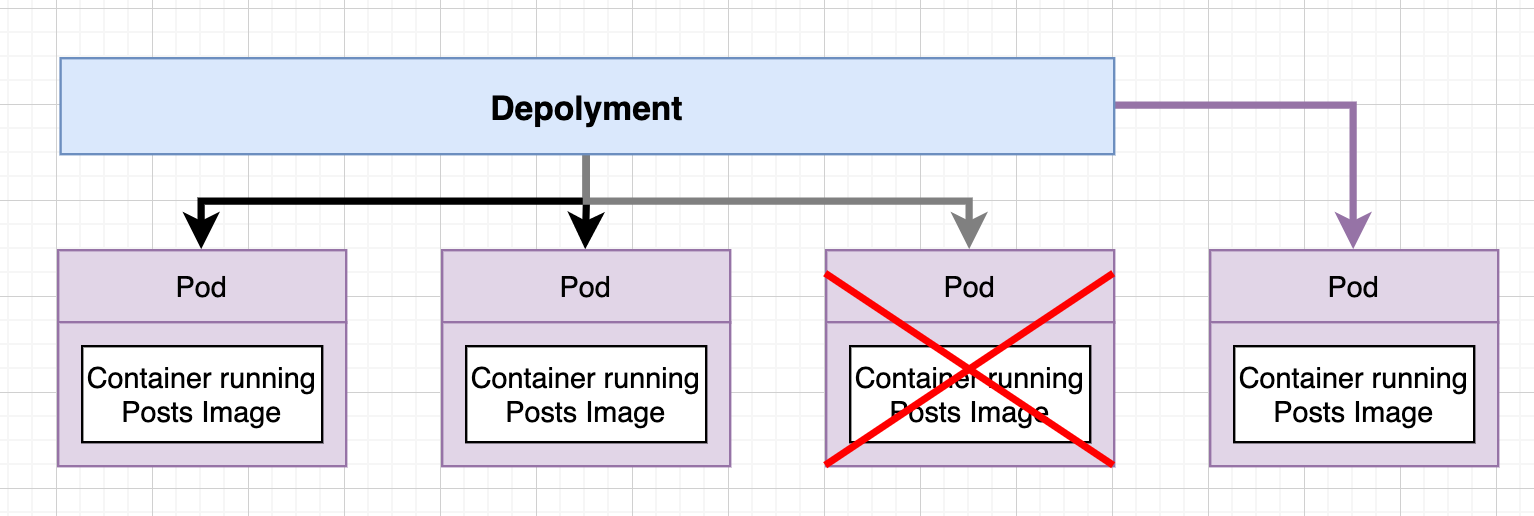 Depolyment
Pod
Container running
Posts Image
Pod
Container running
Posts Image
Pod
Container running
Posts Image
Pod
Container running
Posts Image